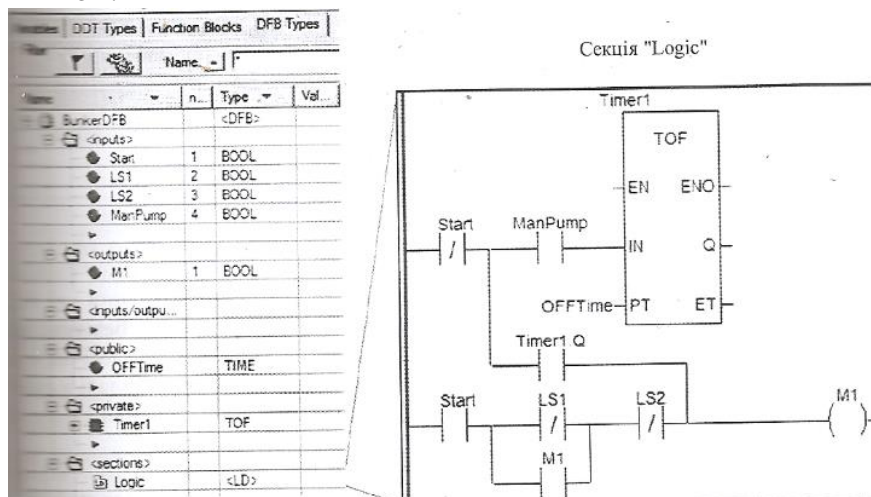 DDT Types Function Blocks DFB Types
Name
n... Type Val...
BunkerDFB <DFB>
<inputs>
Start 1 BOOL
LS1 2 BOOL
LS2 3 BOOL
ManPump 4 BOOL
<outputs>
M1 1 BOOL
<inputs/outpu...
<public>
OFFTime TIME
<private>
Timer1 TOF
<sections>
Logic <LD>
Секція "Logic"
Timer1
TOF
EN ENO
Start ManPump
IN Q
OFFTime PT ET
Timer1.Q
Start LS1 LS2 M1
M1